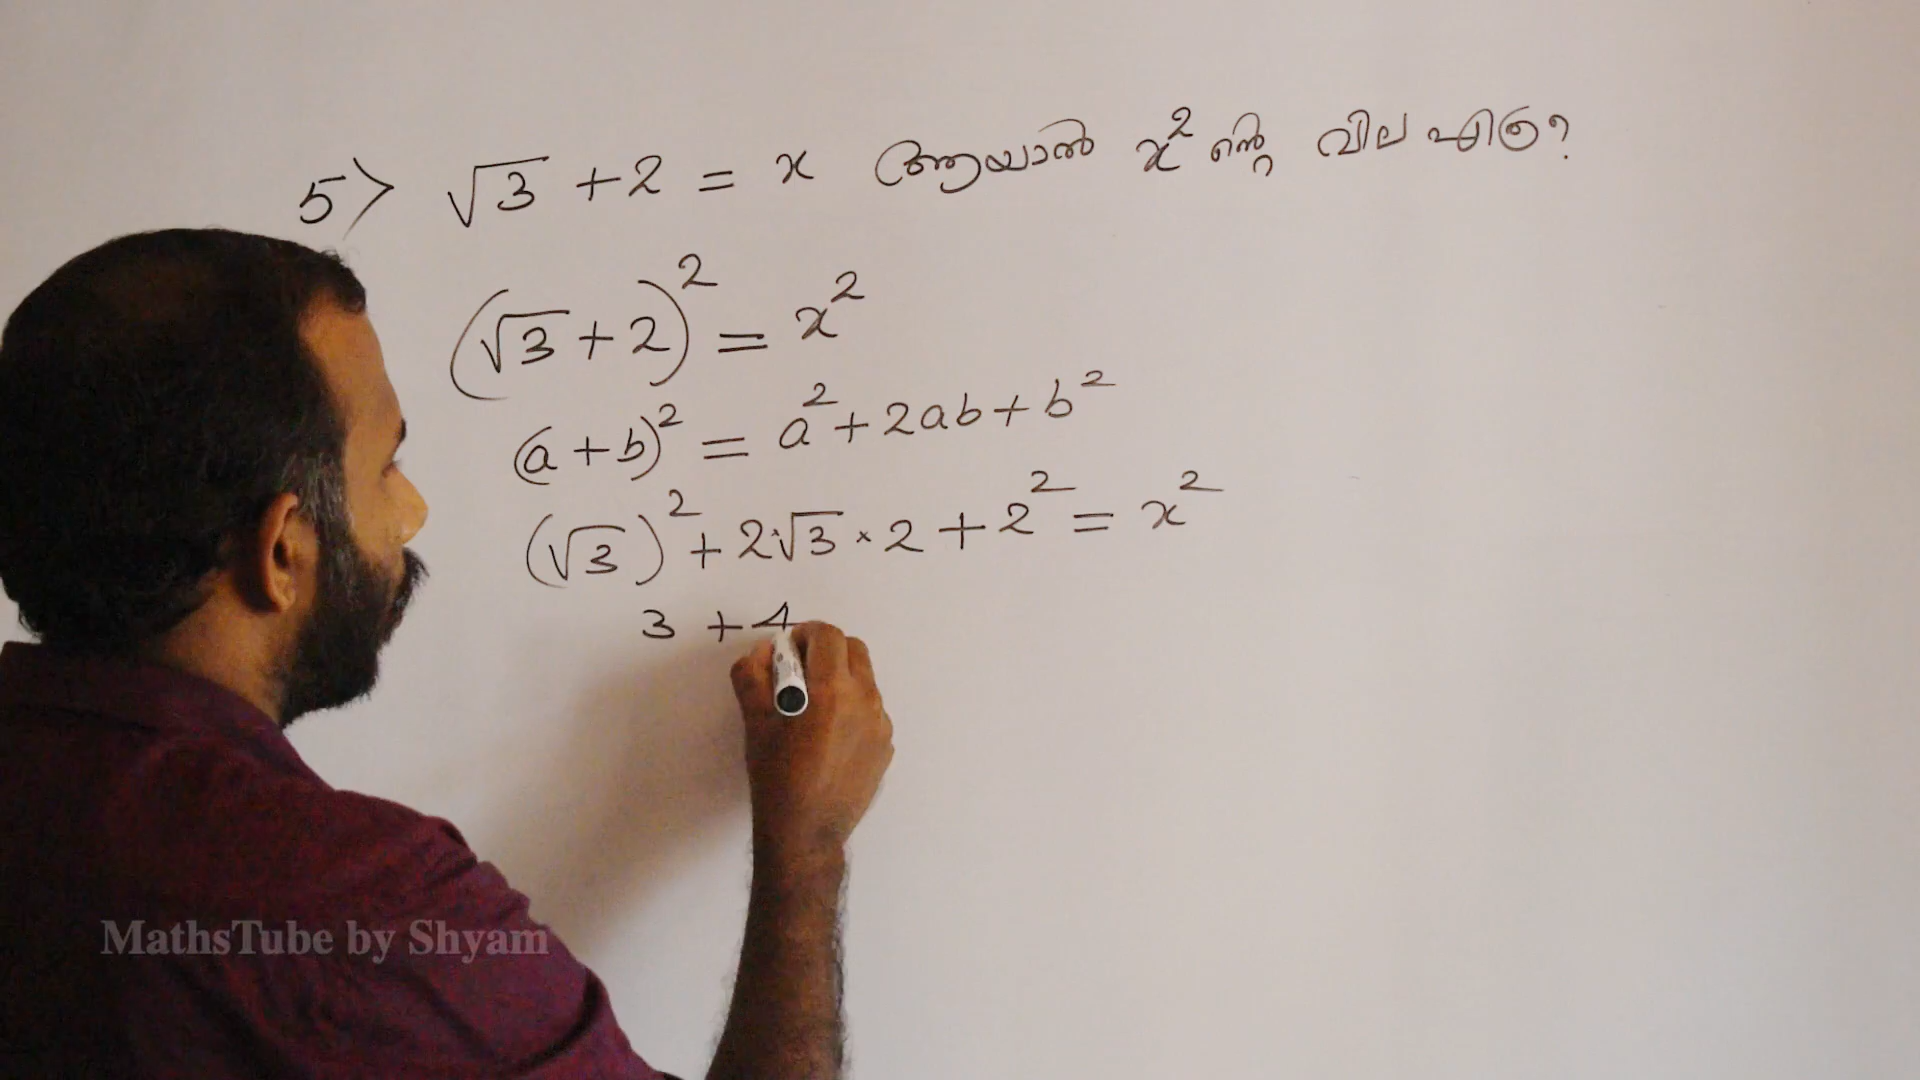 5> √3 + 2 = x ആയാൽ x² ന്റെ വില എത്ര?
(√3 + 2)² = x²
(a + b)² = a² + 2ab + b²
(√3)² + 2·√3 × 2 + 2² = x²
3 + 4
MathsTube by Shyam